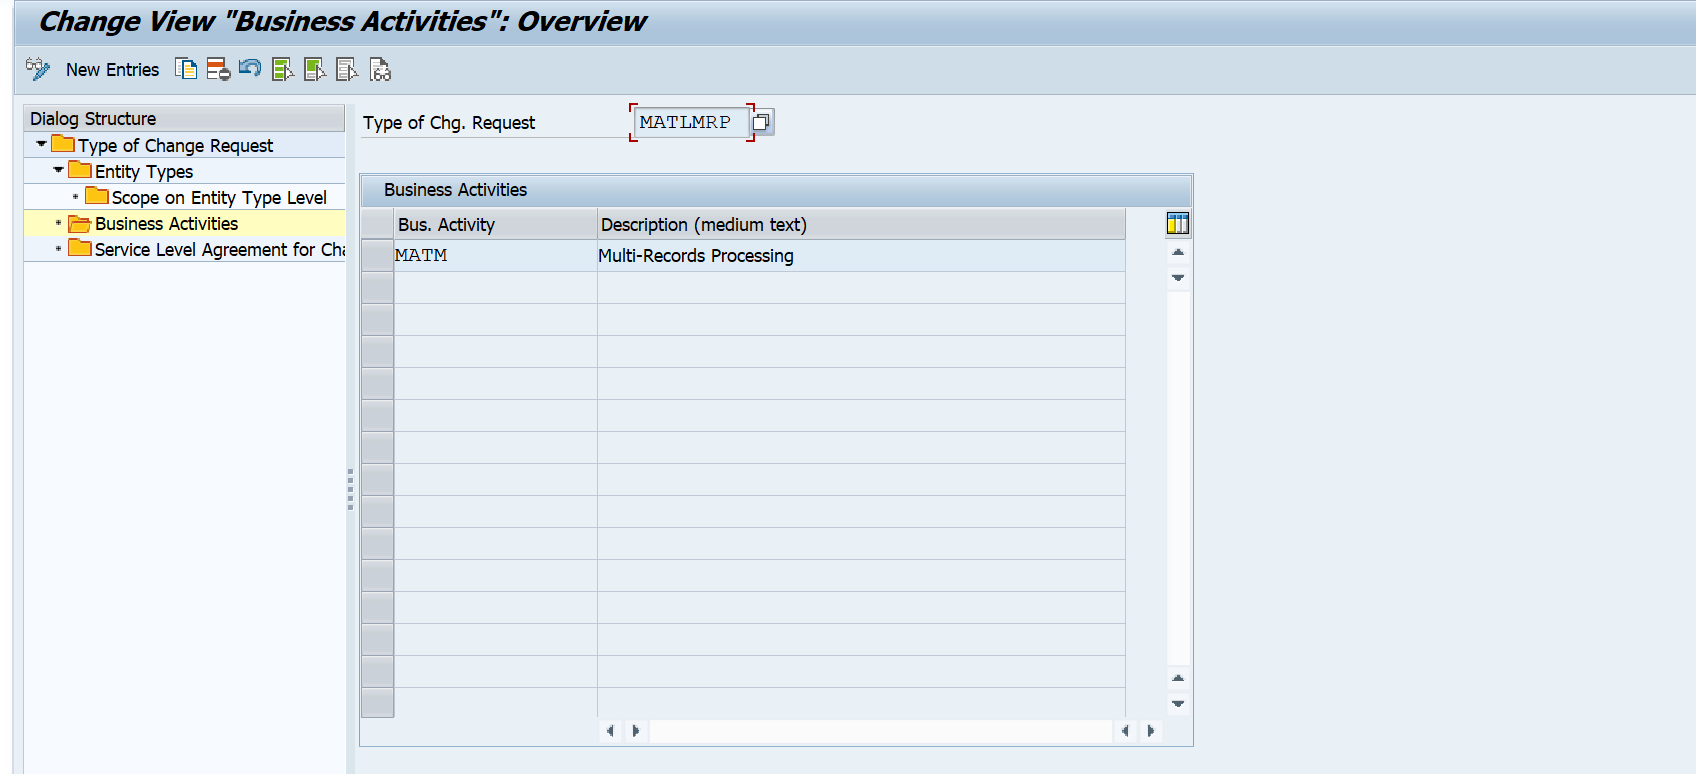 Change View "Business Activities": Overview
New Entries
Dialog Structure
Type of Change Request
Entity Types
Scope on Entity Type Level
Business Activities
Service Level Agreement for Cha
Type of Chg. Request MATLMRP
Business Activities
Bus. Activity Description (medium text)
MATM Multi-Records Processing